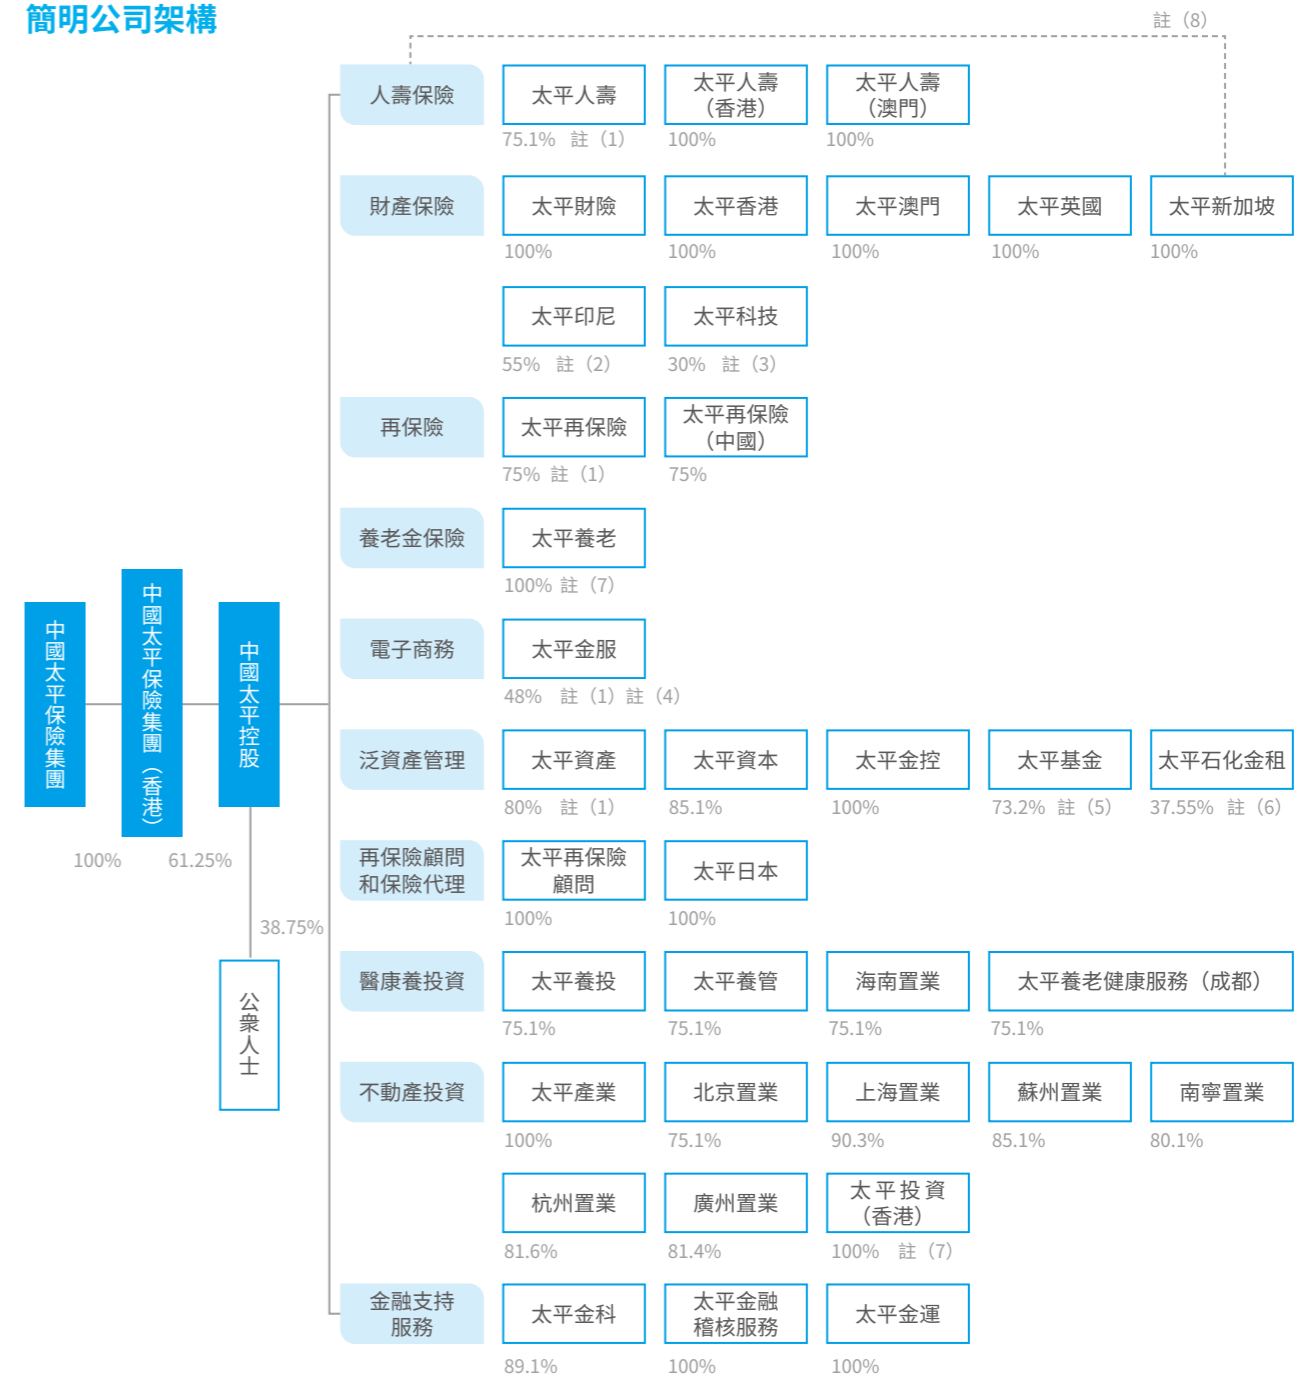 簡明公司架構
註（8）
人壽保險
太平人壽
太平人壽
（香港）
太平人壽
（澳門）
75.1% 註（1）
100%
100%
財產保險
太平財險
太平香港
太平澳門
太平英國
太平新加坡
100%
100%
100%
100%
100%
太平印尼
太平科技
55% 註（2）
30% 註（3）
再保險
太平再保險
太平再保險
（中國）
75% 註（1）
75%
養老金保險
太平養老
100% 註（7）
電子商務
太平金服
48% 註（1）註（4）
中國太平保險集團
中國太平保險集團（香港）
中國太平控股
100%
61.25%
38.75%
公衆人士
泛資產管理
太平資產
太平資本
太平金控
太平基金
太平石化金租
80% 註（1）
85.1%
100%
73.2% 註（5）
37.55% 註（6）
再保險顧問
和保險代理
太平再保險
顧問
太平日本
100%
100%
醫康養投資
太平養投
太平養管
海南置業
太平養老健康服務（成都）
75.1%
75.1%
75.1%
75.1%
不動產投資
太平產業
北京置業
上海置業
蘇州置業
南寧置業
100%
75.1%
90.3%
85.1%
80.1%
杭州置業
廣州置業
太平投資
（香港）
81.6%
81.4%
100% 註（7）
金融支持
服務
太平金科
太平金融
稽核服務
太平金運
89.1%
100%
100%